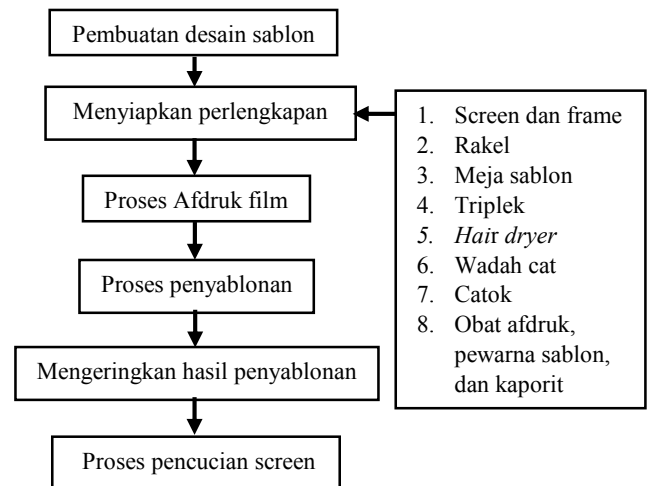 Pembuatan desain sablon
Menyiapkan perlengkapan
1. Screen dan frame
2. Rakel
3. Meja sablon
4. Triplek
5. Hair dryer
6. Wadah cat
7. Catok
8. Obat afdruk,
pewarna sablon,
dan kaporit
Proses Afdruk film
Proses penyablonan
Mengeringkan hasil penyablonan
Proses pencucian screen